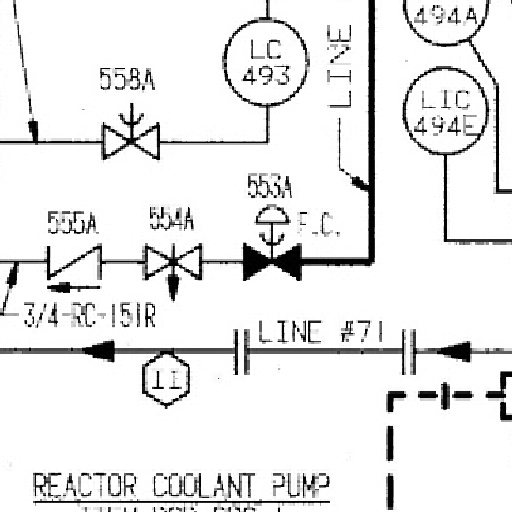 494A
LC
493
LINE
558A
LIC
494E
553A
555A
554A
F.C.
3/4-RC-151R
LINE #71
11
REACTOR COOLANT PUMP